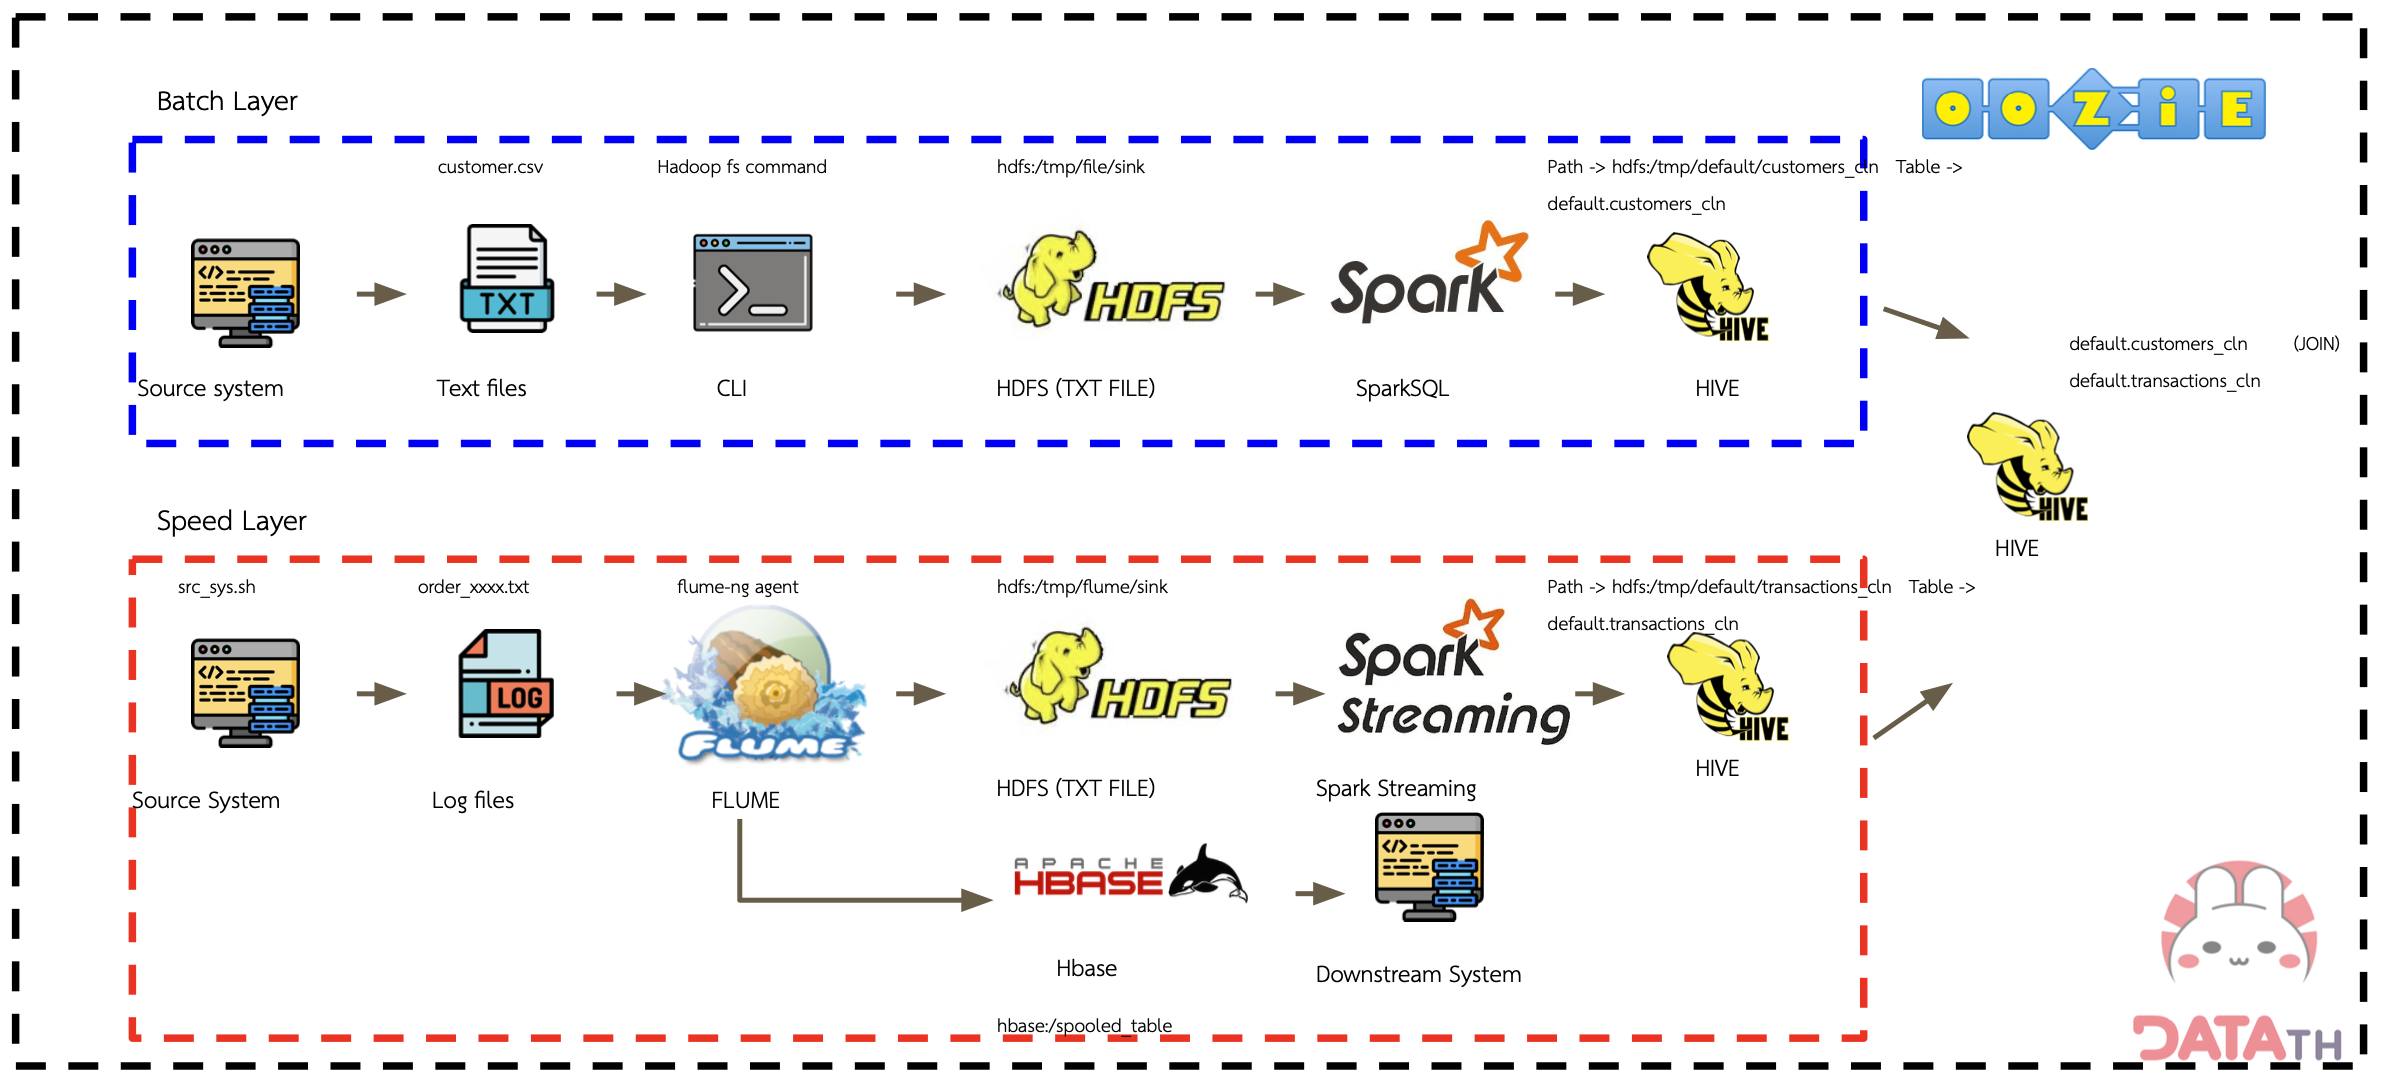 Batch Layer
OOZiE
customer.csv
Hadoop fs command
hdfs:/tmp/file/sink
Path -> hdfs:/tmp/default/customers_cln Table ->
default.customers_cln
TXT
HDFS
Spark
HIVE
Source system
Text files
CLI
HDFS (TXT FILE)
SparkSQL
HIVE
default.customers_cln (JOIN)
default.transactions_cln
HIVE
HIVE
Speed Layer
src_sys.sh
order_xxxx.txt
flume-ng agent
hdfs:/tmp/flume/sink
Path -> hdfs:/tmp/default/transactions_cln Table ->
default.transactions_cln
LOG
FLUME
HDFS
Spark
Streaming
HIVE
Source System
Log files
FLUME
HDFS (TXT FILE)
Spark Streaming
HIVE
APACHE
HBASE
Hbase
Downstream System
hbase:/spooled_table
DATATH